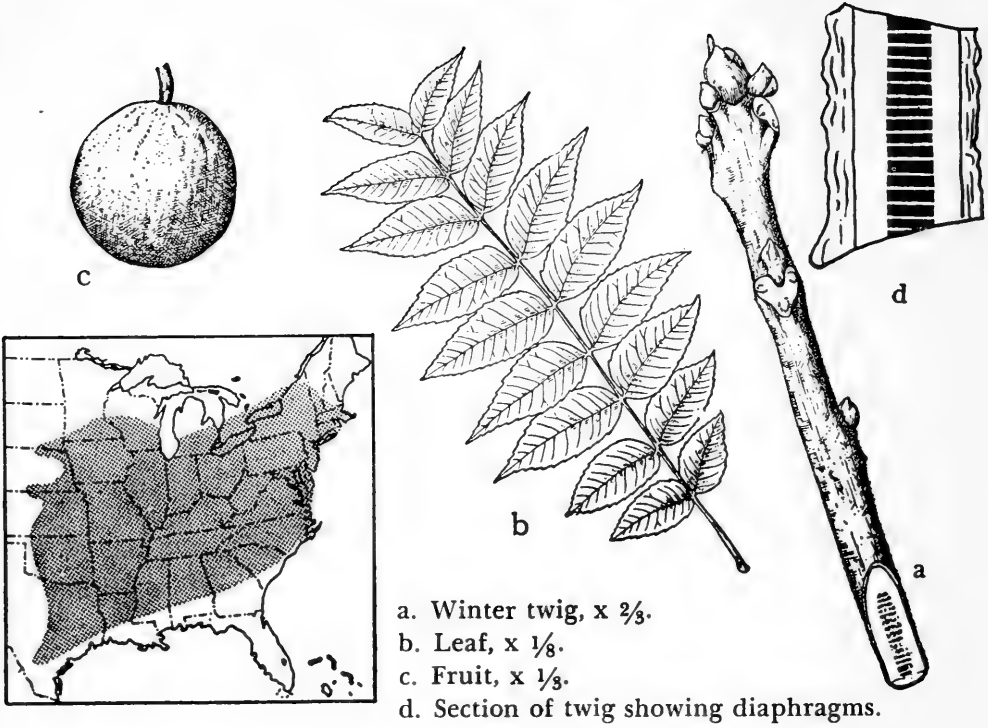 c
d
b
a
a. Winter twig, x ⅔.
b. Leaf, x ⅛.
c. Fruit, x ⅓.
d. Section of twig showing diaphragms.